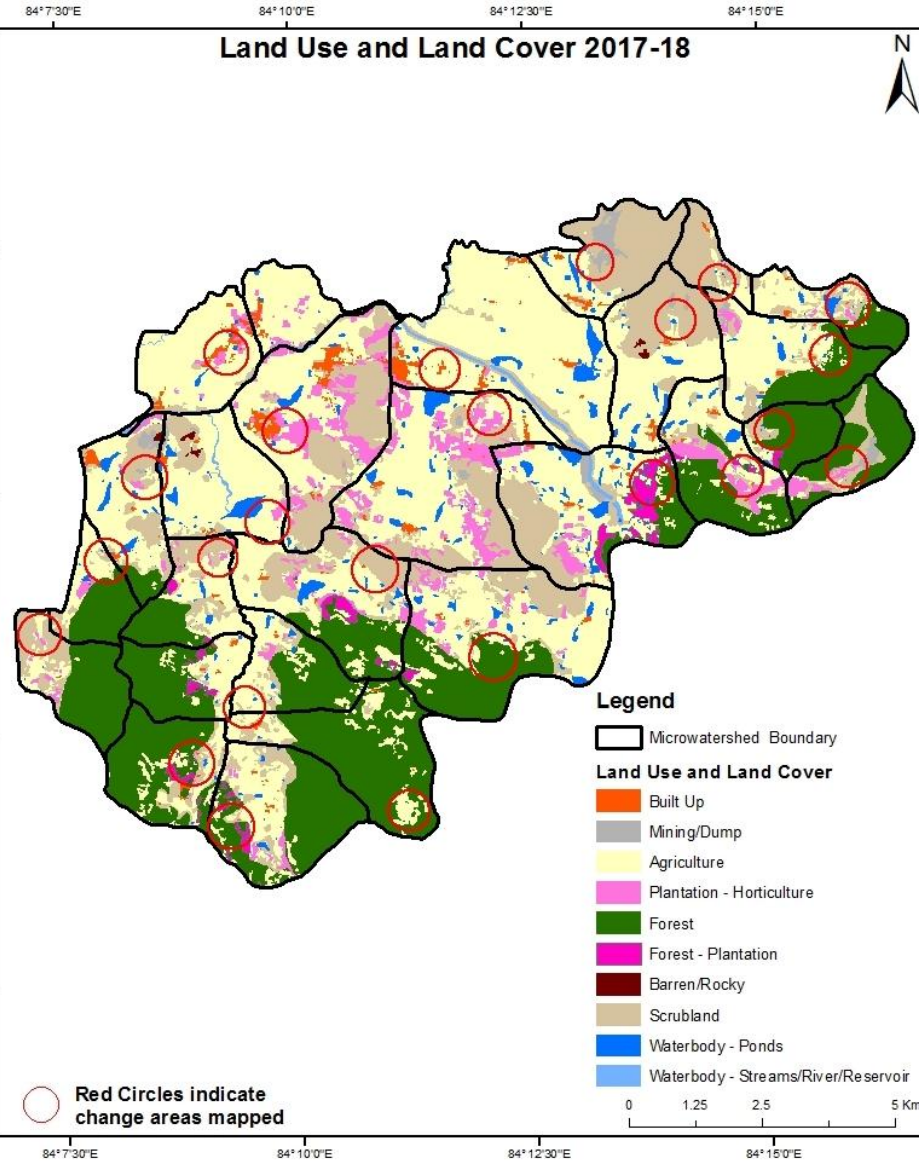 84°7'30"E 84°10'0"E 84°12'30"E 84°15'0"E
Land Use and Land Cover 2017-18
N
Legend
Microwatershed Boundary
Land Use and Land Cover
Built Up
Mining/Dump
Agriculture
Plantation - Horticulture
Forest
Forest - Plantation
Barren/Rocky
Scrubland
Waterbody - Ponds
Waterbody - Streams/River/Reservoir
0 1.25 2.5 5 Km
Red Circles indicate
change areas mapped
84°7'30"E 84°10'0"E 84°12'30"E 84°15'0"E